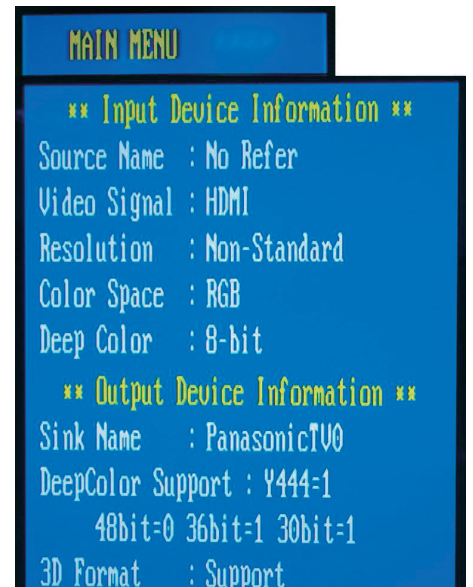 MAIN MENU
** Input Device Information **
Source Name : No Refer
Video Signal : HDMI
Resolution : Non-Standard
Color Space : RGB
Deep Color : 8-bit
** Output Device Information **
Sink Name : PanasonicTV0
DeepColor Support : Y444=1
48bit=0 36bit=1 30bit=1
3D Format : Support